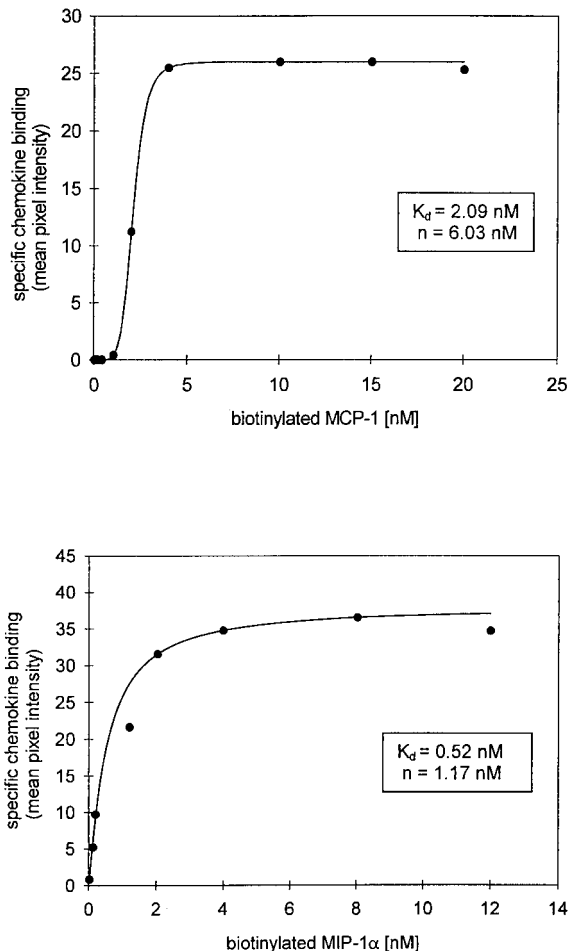 30
25
20
15
10
5
0
specific chemokine binding
(mean pixel intensity)
K_d = 2.09 nM
n = 6.03 nM
0 5 10 15 20 25
biotinylated MCP-1 [nM]
45
40
35
30
25
20
15
10
5
0
specific chemokine binding
(mean pixel intensity)
K_d = 0.52 nM
n = 1.17 nM
0 2 4 6 8 10 12 14
biotinylated MIP-1α [nM]